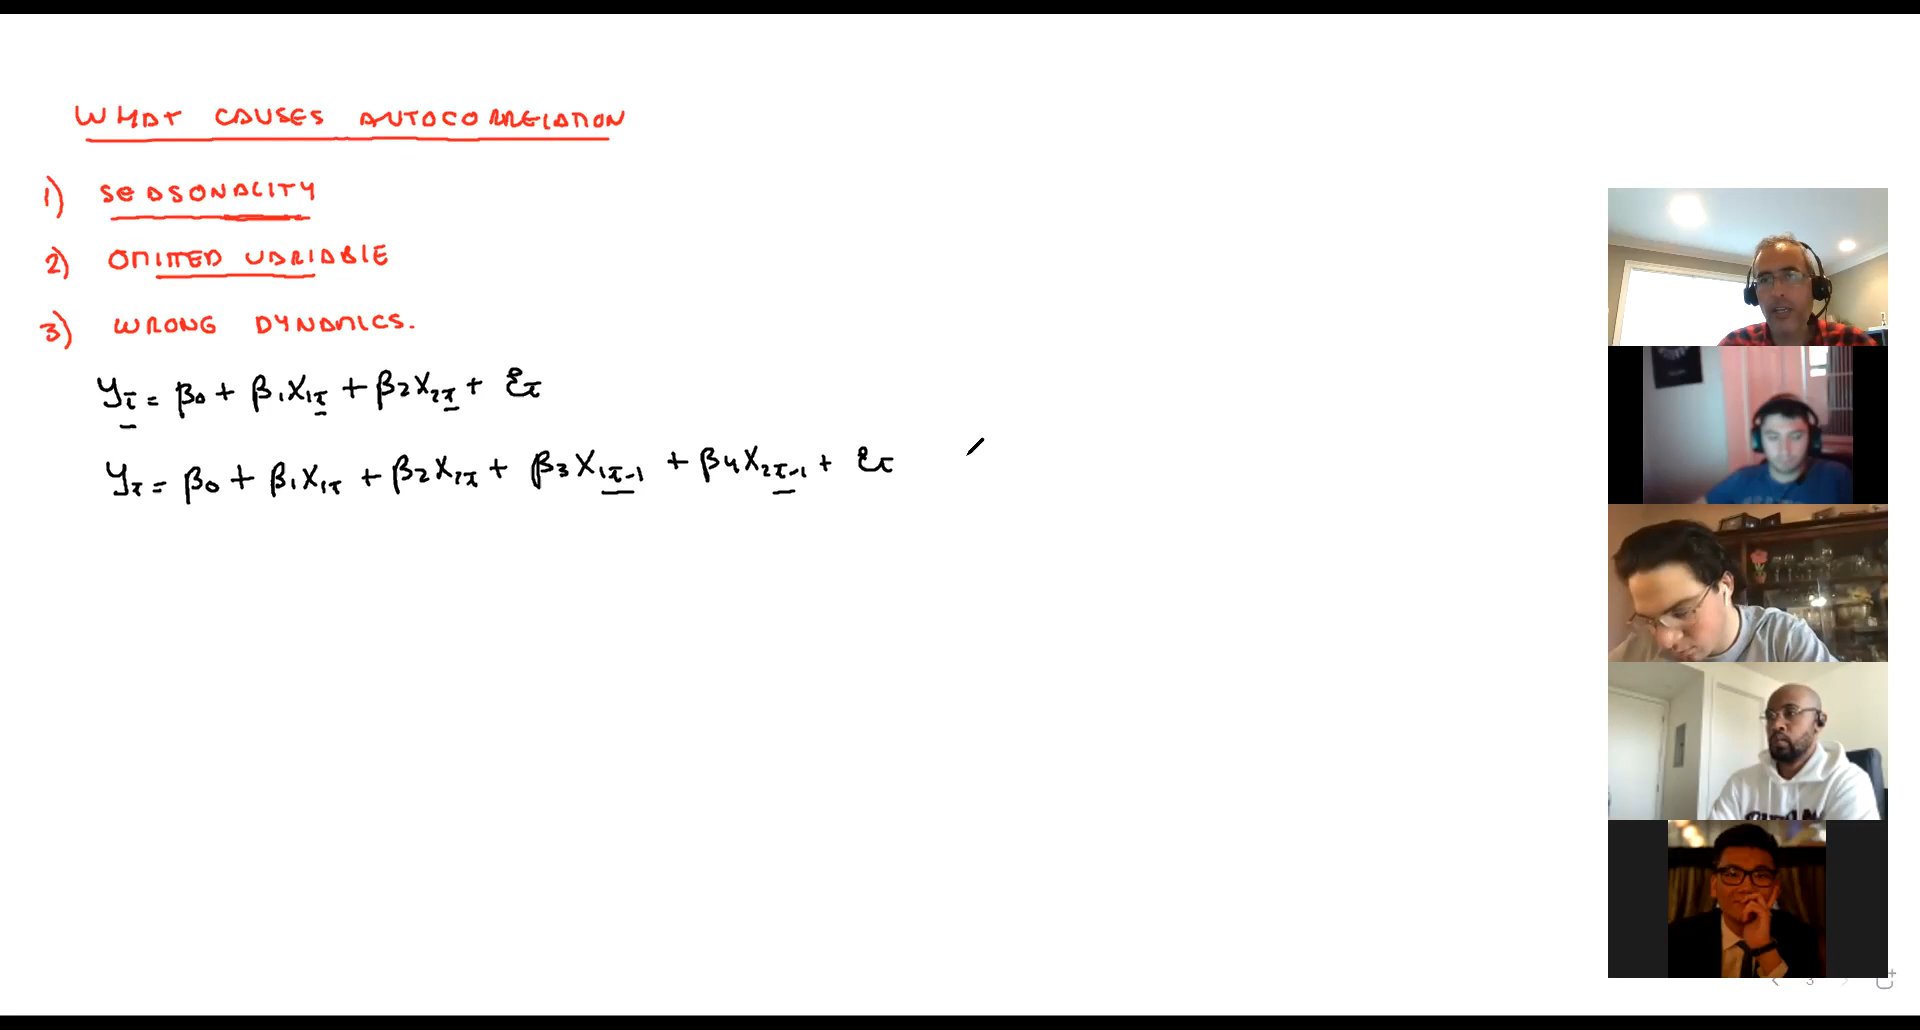 WHAT CAUSES AUTOCORRELATION
1) SEASONALITY
2) OMITTED VARIABLE
3) WRONG DYNAMICS.
Yt = β0 + β1X1t + β2X2t + εt
Yt = β0 + β1X1t + β2X2t + β3X1t-1 + β4X2t-1 + εt
3